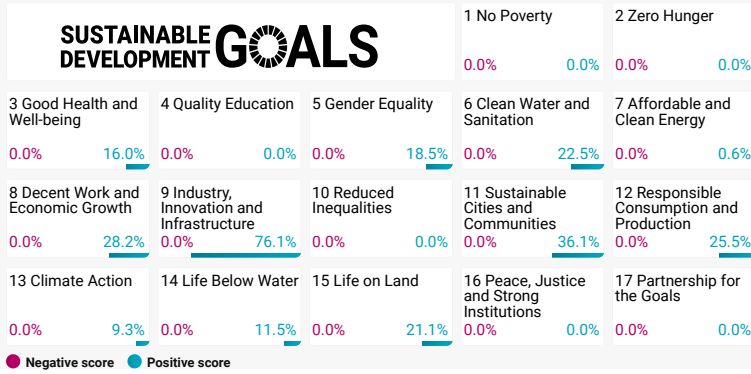 SUSTAINABLE
DEVELOPMENT
GOALS
1 No Poverty
0.0% 0.0%
2 Zero Hunger
0.0% 0.0%
3 Good Health and
Well-being
0.0% 16.0%
4 Quality Education
0.0% 0.0%
5 Gender Equality
0.0% 18.5%
6 Clean Water and
Sanitation
0.0% 22.5%
7 Affordable and
Clean Energy
0.0% 0.6%
8 Decent Work and
Economic Growth
0.0% 28.2%
9 Industry,
Innovation and
Infrastructure
0.0% 76.1%
10 Reduced
Inequalities
0.0% 0.0%
11 Sustainable
Cities and
Communities
0.0% 36.1%
12 Responsible
Consumption and
Production
0.0% 25.5%
13 Climate Action
0.0% 9.3%
14 Life Below Water
0.0% 11.5%
15 Life on Land
0.0% 21.1%
16 Peace, Justice
and Strong
Institutions
0.0% 0.0%
17 Partnership for
the Goals
0.0% 0.0%
Negative score Positive score